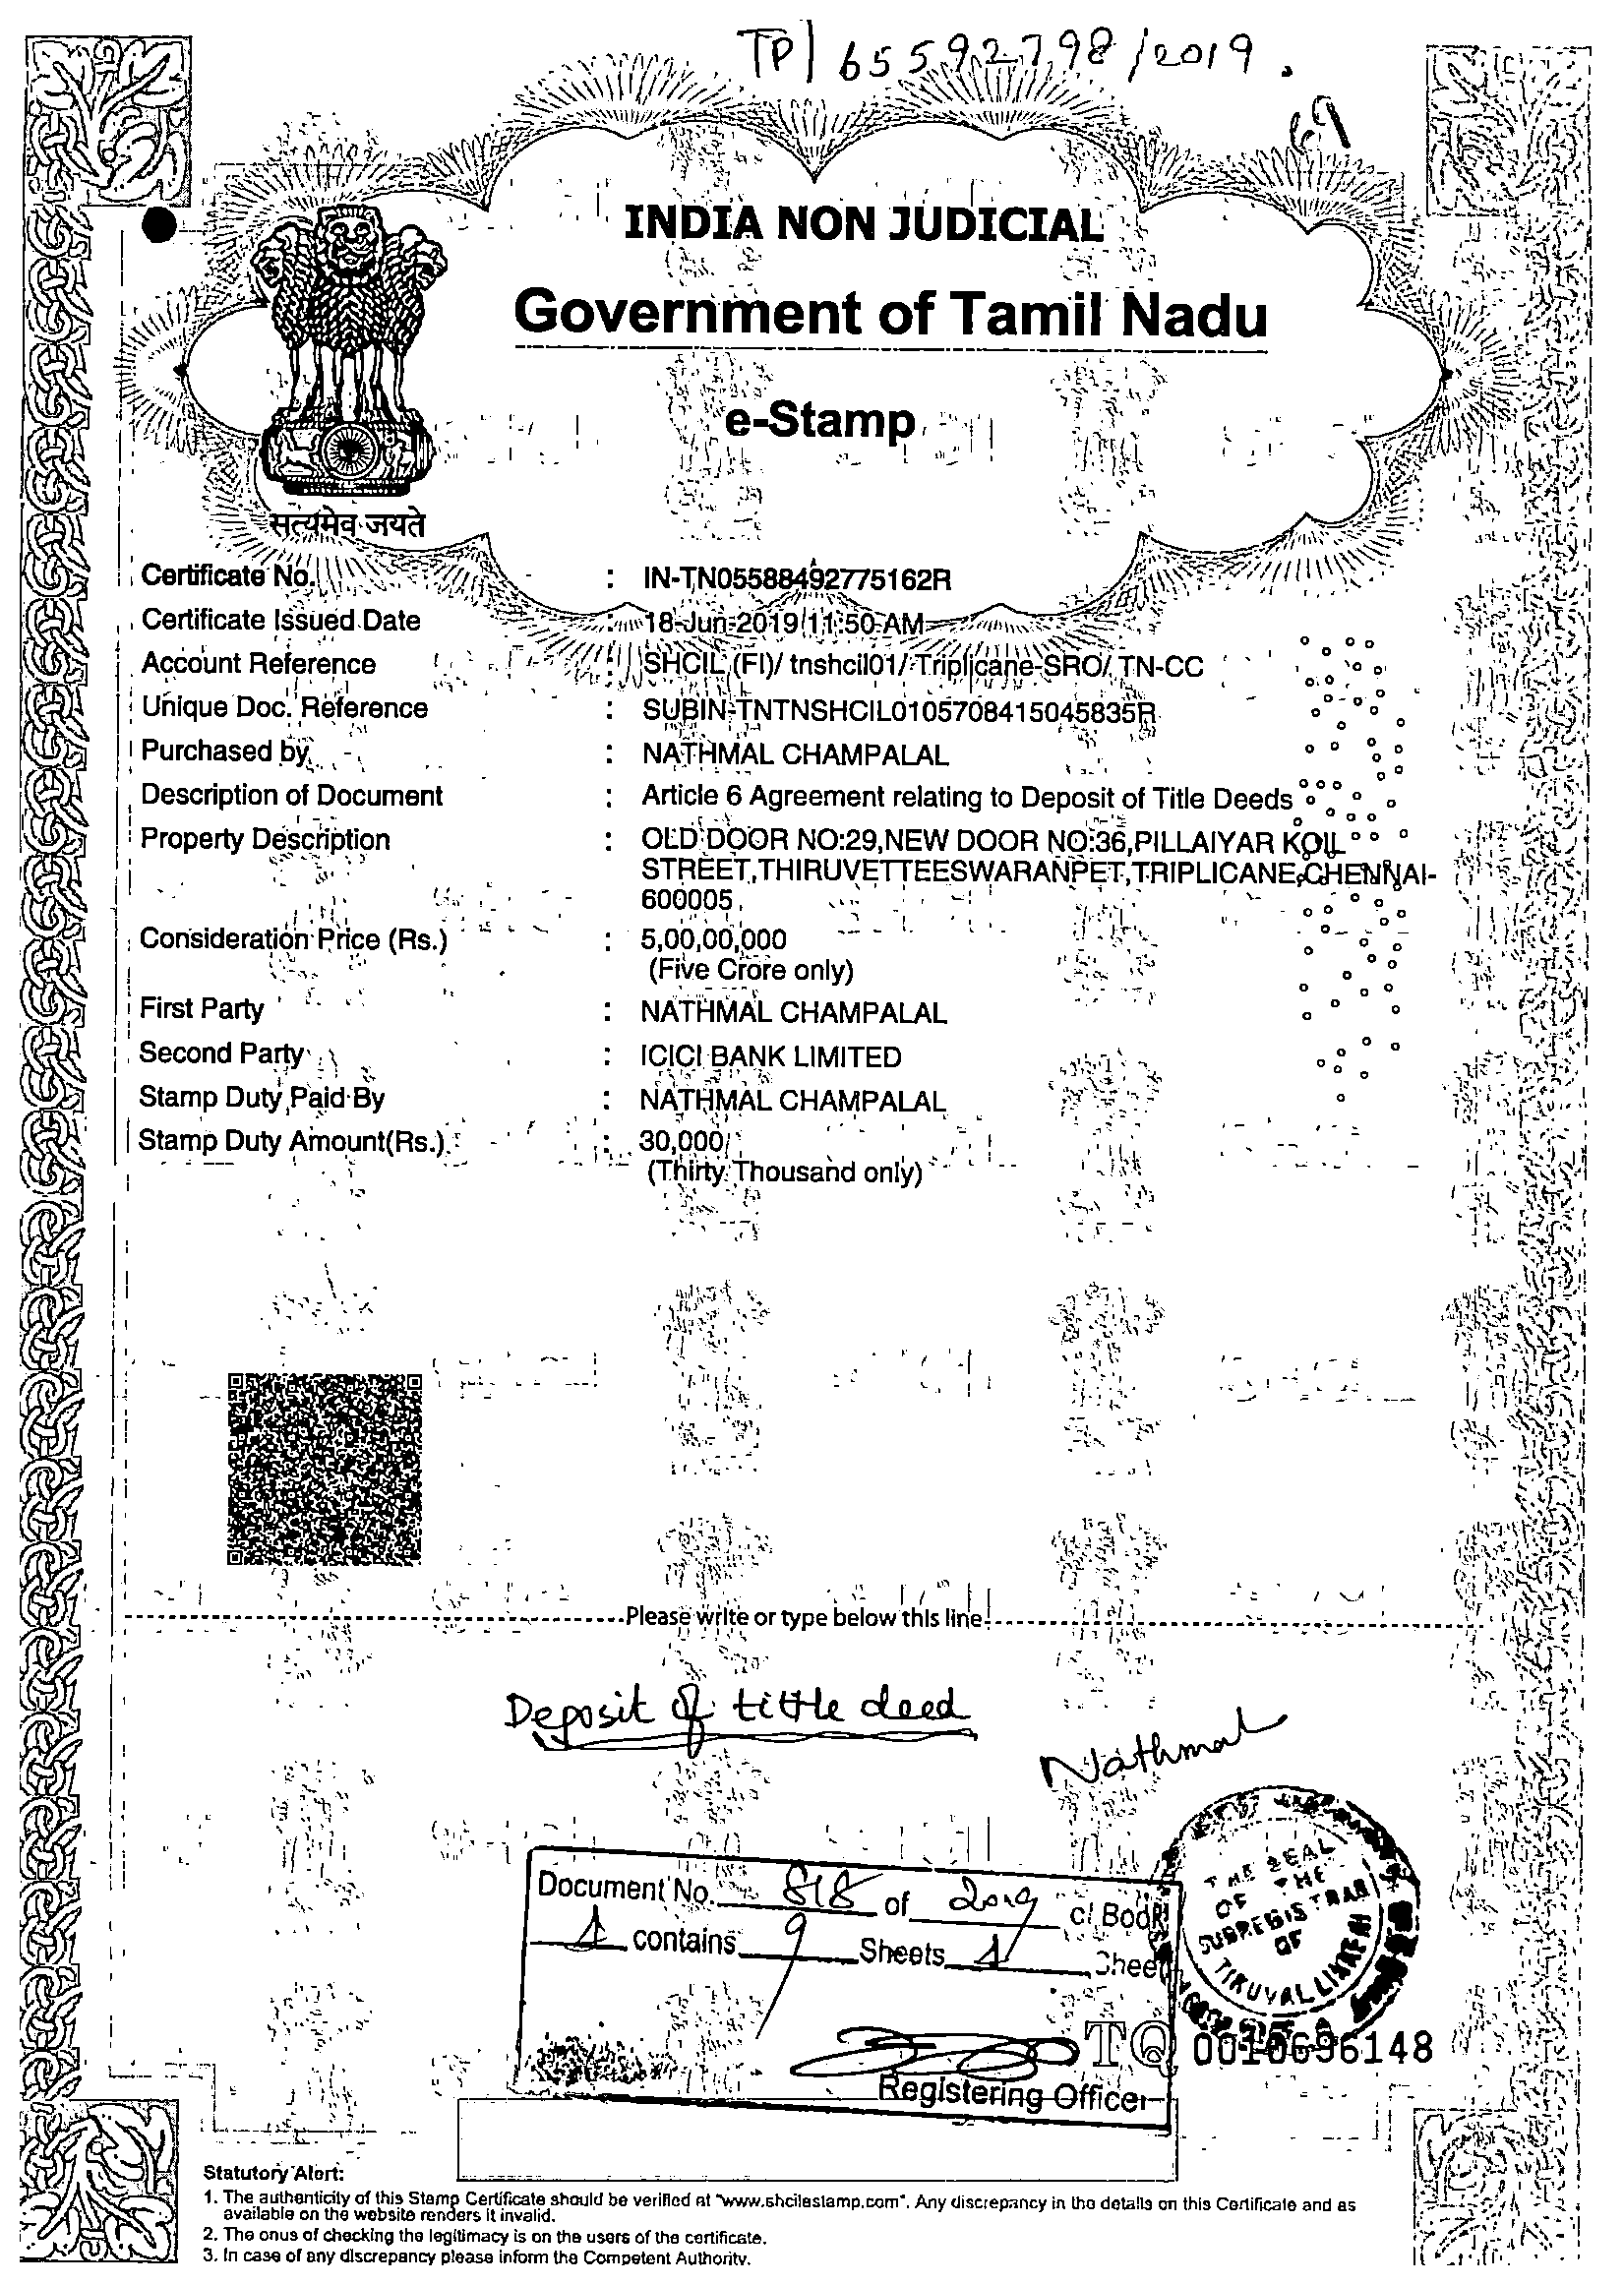 TP/ 65592798/2019.
69
INDIA NON JUDICIAL
Government of Tamil Nadu
e-Stamp
सत्यमेव जयते
Certificate No. : IN-TN05588492775162R
Certificate Issued Date : 18-Jun-2019 11:50 AM
Account Reference : SHCIL (FI)/ tnshcil01/ Triplicane-SRO/ TN-CC
Unique Doc. Reference : SUBIN-TNTNSHCIL0105708415045835R
Purchased by : NATHMAL CHAMPALAL
Description of Document : Article 6 Agreement relating to Deposit of Title Deeds
Property Description : OLD DOOR NO:29,NEW DOOR NO:36,PILLAIYAR KOIL
STREET,THIRUVETTEESWARANPET,TRIPLICANE,CHENNAI-
600005
Consideration Price (Rs.) : 5,00,00,000
(Five Crore only)
First Party : NATHMAL CHAMPALAL
Second Party : ICICI BANK LIMITED
Stamp Duty Paid By : NATHMAL CHAMPALAL
Stamp Duty Amount(Rs.) : 30,000
(Thirty Thousand only)
Please write or type below this line
Deposit of tittle deed
Nathmal
Document No. 818 of 2019 of Book
1 contains 9 Sheets 1 Sheet
THE SEAL
OF THE
SUBREGISTRAR
OF
TQ 0010696148
Registering Officer
Statutory Alert:
1. The authenticity of this Stamp Certificate should be verified at "www.shcilestamp.com". Any discrepancy in the details on this Certificate and as
available on the website renders it invalid.
2. The onus of checking the legitimacy is on the users of the certificate.
3. In case of any discrepancy please inform the Competent Authority.